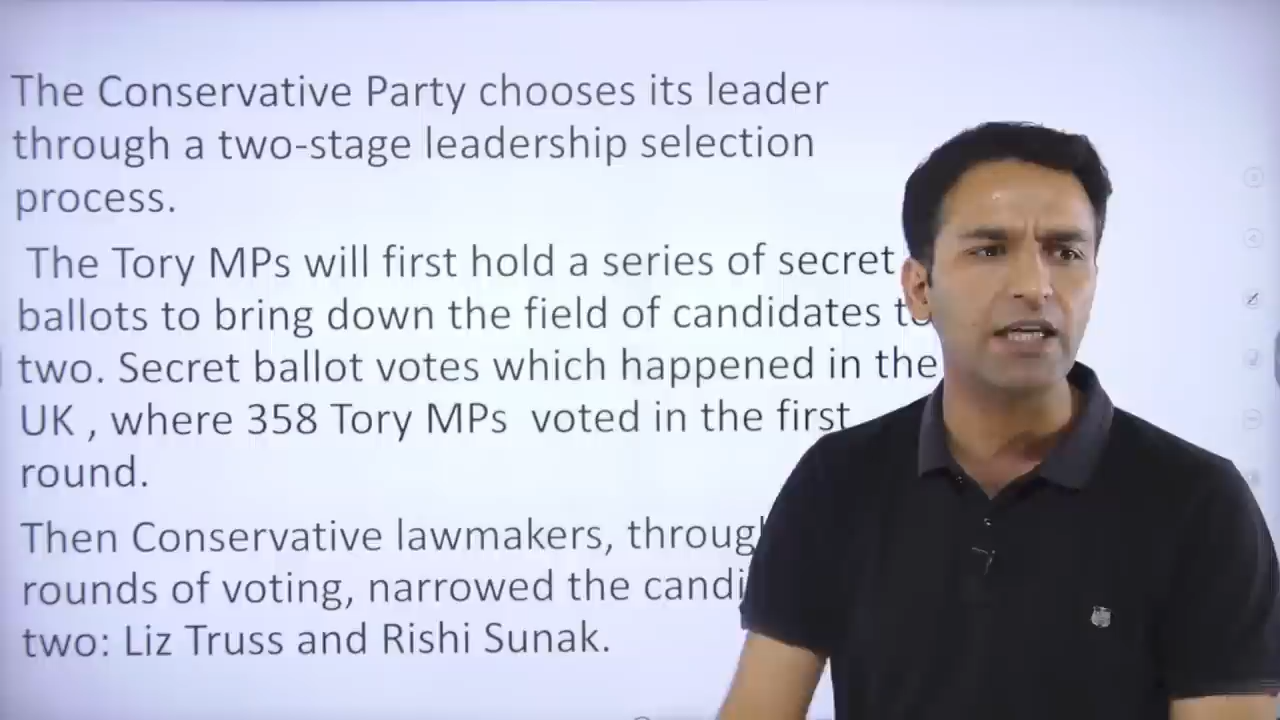 The Conservative Party chooses its leader
through a two-stage leadership selection
process.
The Tory MPs will first hold a series of secret
ballots to bring down the field of candidates to
two. Secret ballot votes which happened in the
UK , where 358 Tory MPs voted in the first
round.
Then Conservative lawmakers, throug
rounds of voting, narrowed the candi
two: Liz Truss and Rishi Sunak.